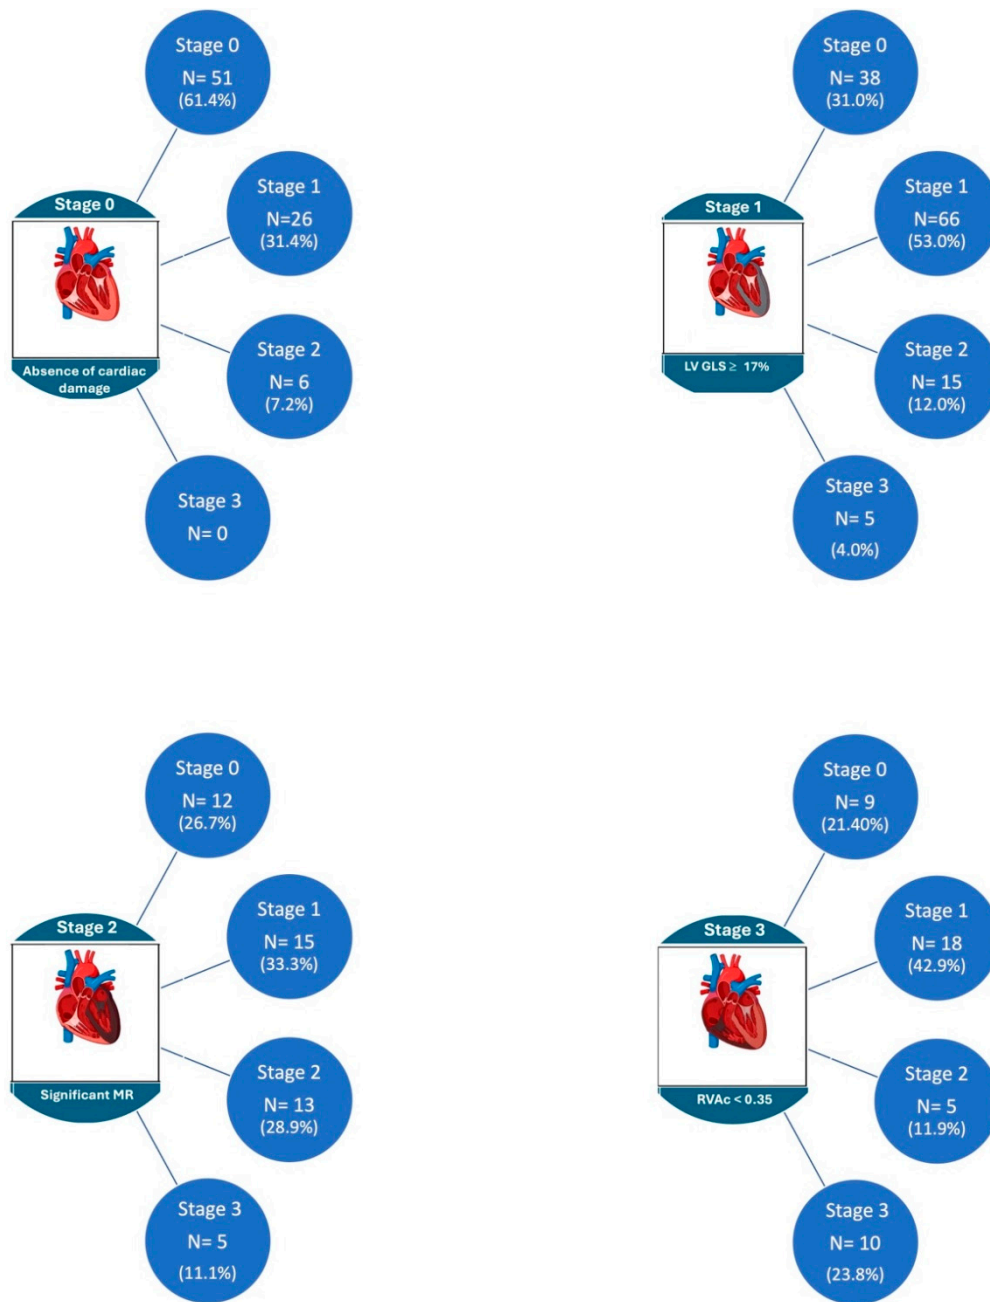 Stage 0
N= 51
(61.4%)
Stage 1
N=26
(31.4%)
Stage 0
Absence of cardiac
damage
Stage 2
N= 6
(7.2%)
Stage 3
N= 0
Stage 0
N= 38
(31.0%)
Stage 1
N=66
(53.0%)
Stage 1
LV GLS ≥ 17%
Stage 2
N= 15
(12.0%)
Stage 3
N= 5
(4.0%)
Stage 0
N= 12
(26.7%)
Stage 2
Stage 1
N= 15
(33.3%)
Significant MR
Stage 2
N= 13
(28.9%)
Stage 3
N= 5
(11.1%)
Stage 0
N= 9
(21.40%)
Stage 3
Stage 1
N= 18
(42.9%)
RVAc < 0.35
Stage 2
N= 5
(11.9%)
Stage 3
N= 10
(23.8%)